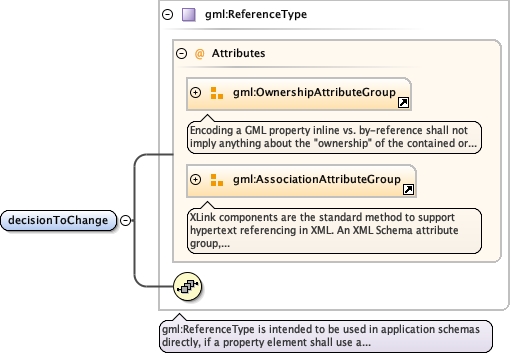 gml:ReferenceType
@ Attributes
gml:OwnershipAttributeGroup
Encoding a GML property inline vs. by-reference shall not
imply anything about the "ownership" of the contained or...
gml:AssociationAttributeGroup
XLink components are the standard method to support
hypertext referencing in XML. An XML Schema attribute
group,...
decisionToChange
gml:ReferenceType is intended to be used in application schemas
directly, if a property element shall use a...